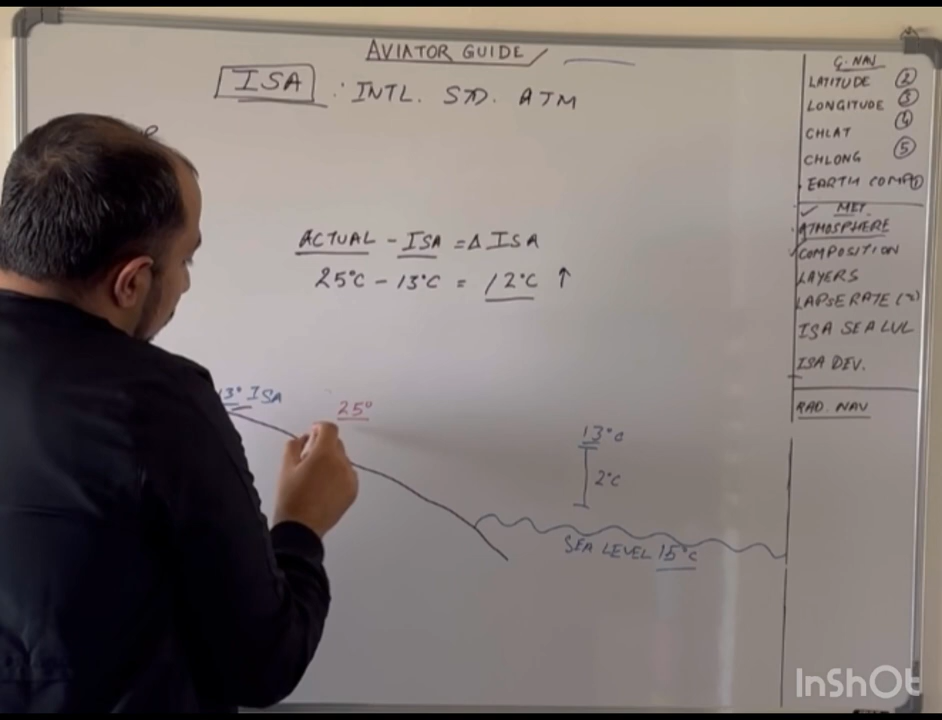 AVIATOR GUIDE
ISA : INTL. STD. ATM
ACTUAL - ISA = Δ ISA
25°C - 13°C = 12°C ↑
13° ISA
25°
13°C
2°C
SEA LEVEL 15°C
G. NAV
LATITUDE ②
LONGITUDE ③
CHLAT ④
CHLONG ⑤
EARTH
✓ MET
ATMOSPHERE
COMPOSITION
LAYERS
LAPSE RATE
ISA SEA LVL
ISA DEV.
RAD. NAV
InShOt